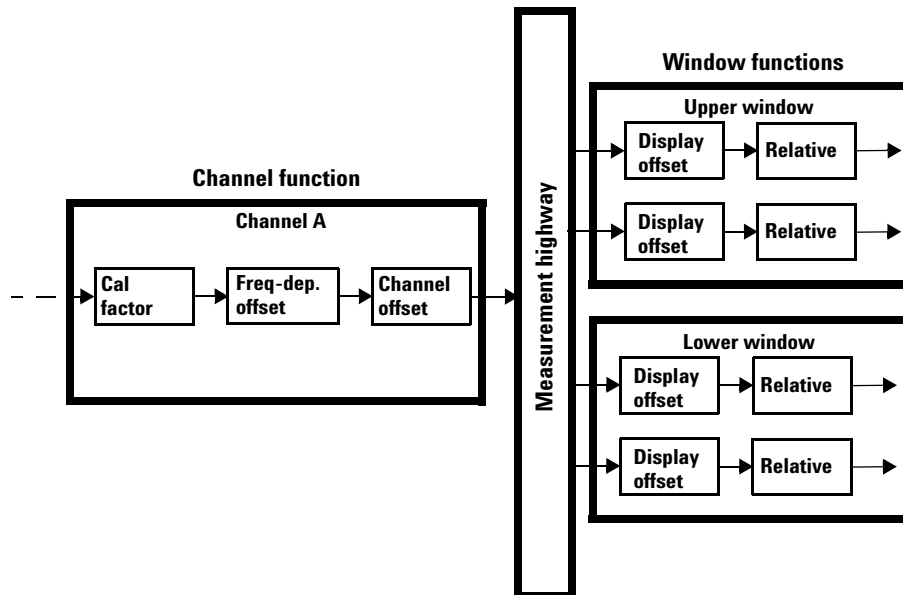 Channel function
Channel A
Cal
factor
Freq-dep.
offset
Channel
offset
Measurement highway
Window functions
Upper window
Display
offset
Relative
Display
offset
Relative
Lower window
Display
offset
Relative
Display
offset
Relative